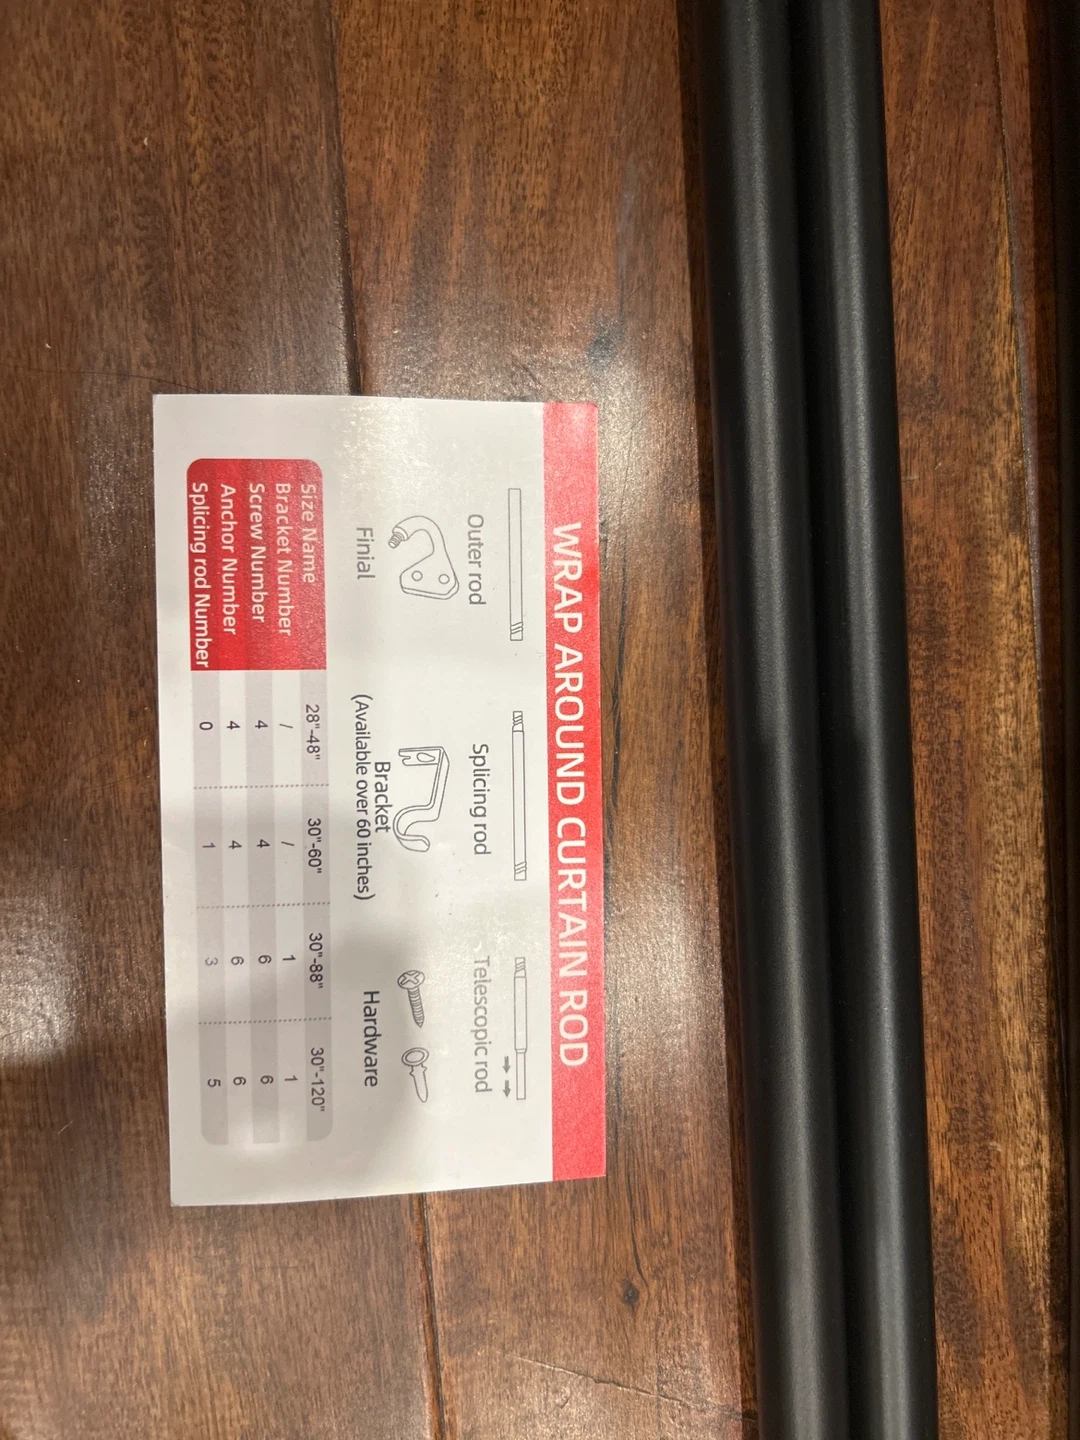 WRAP AROUND CURTAIN ROD
Outer rod
Splicing rod
Telescopic rod
Finial
Bracket
(Available over 60 inches)
Hardware
Size Name 28"-48" 30"-60" 30"-88" 30"-120"
Bracket Number / / 1 1
Screw Number 4 4 6 6
Anchor Number 4 4 6 6
Splicing rod Number 0 1 3 5